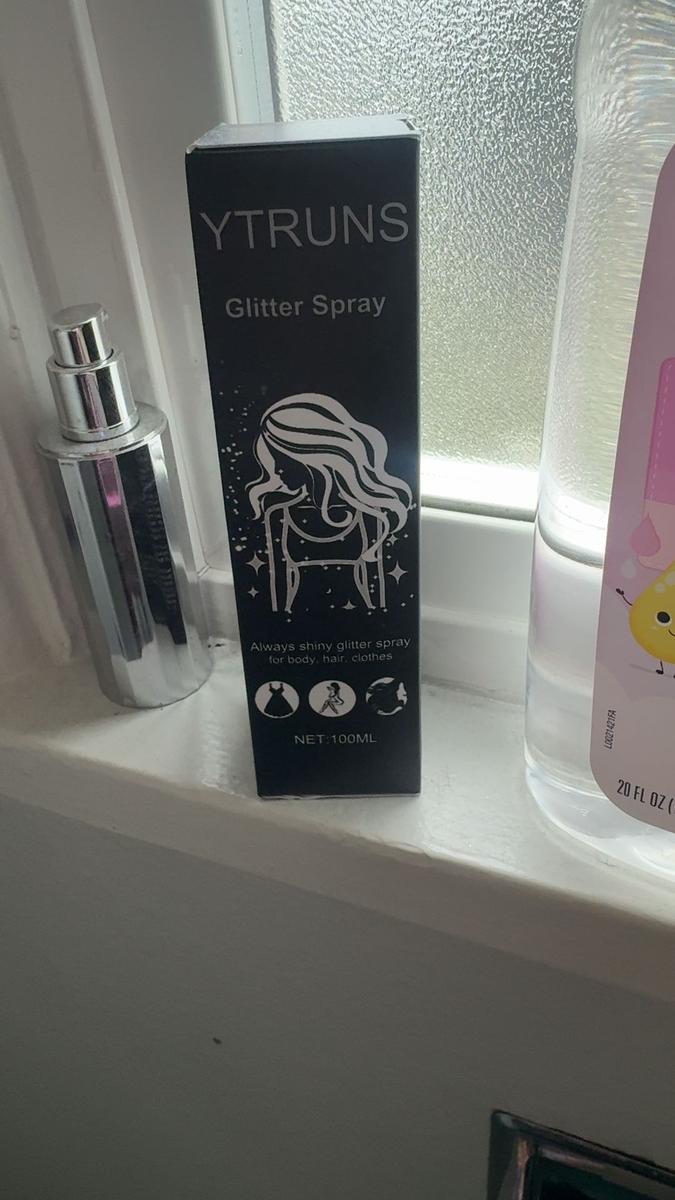 YTRUNS
Glitter Spray
Always shiny glitter spray
for body, hair, clothes
NET:100ML
20 FL OZ (